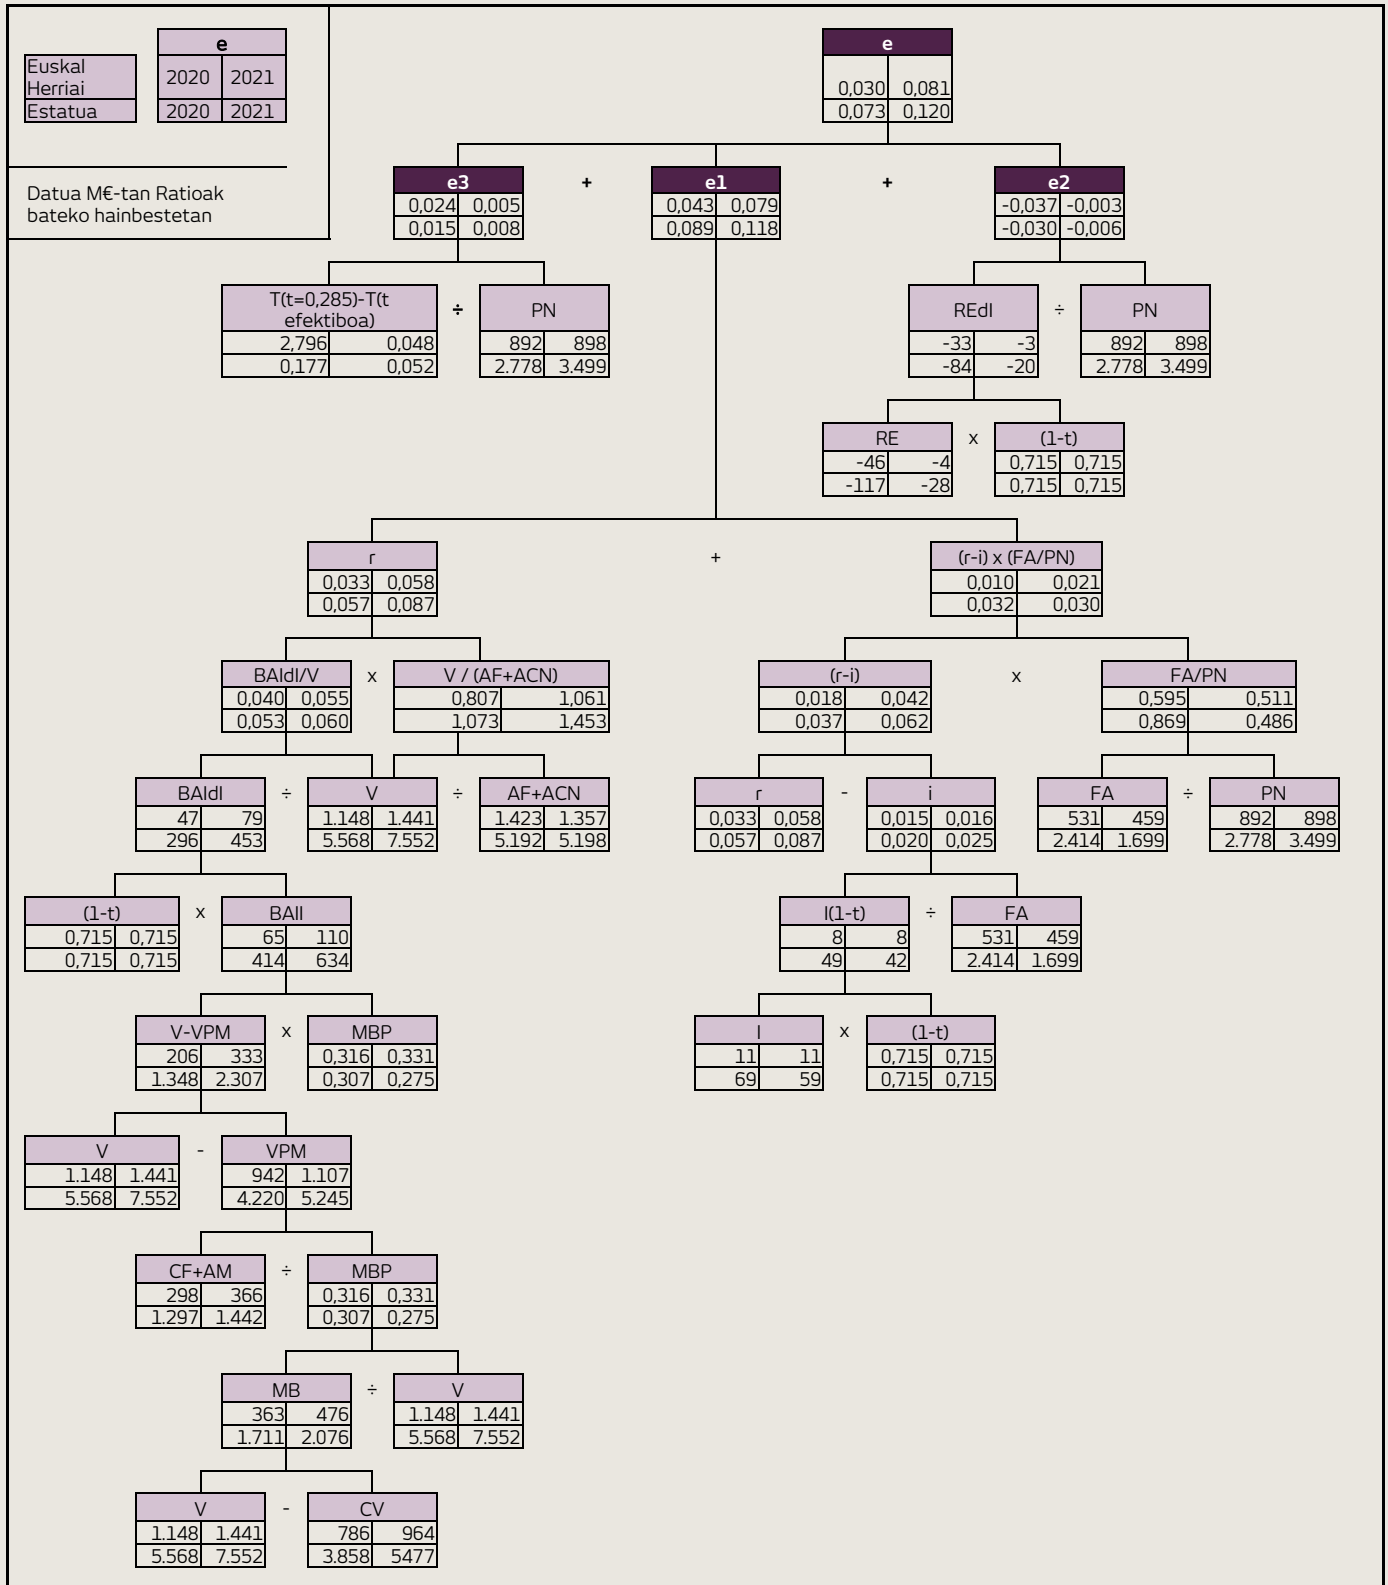 e
Euskal
Herriai
2020 2021
Estatua
2020 2021
Datua M€-tan Ratioak
bateko hainbestetan
e
0,030 0,081
0,073 0,120
e3 + e1 + e2
0,024 0,005 0,043 0,079 -0,037 -0,003
0,015 0,008 0,089 0,118 -0,030 -0,006
T(t=0,285)-T(t
efektiboa)
÷ PN REdI ÷ PN
2,796 0,048 892 898 -33 -3 892 898
0,177 0,052 2.778 3.499 -84 -20 2.778 3.499
RE x (1-t)
-46 -4 0,715 0,715
-117 -28 0,715 0,715
r + (r-i) x (FA/PN)
0,033 0,058 0,010 0,021
0,057 0,087 0,032 0,030
BAIdI/V x V / (AF+ACN) (r-i) x FA/PN
0,040 0,055 0,807 1,061 0,018 0,042 0,595 0,511
0,053 0,060 1,073 1,453 0,037 0,062 0,869 0,486
BAIdI ÷ V ÷ AF+ACN r - i FA ÷ PN
47 79 1.148 1.441 1.423 1.357 0,033 0,058 0,015 0,016 531 459 892 898
296 453 5.568 7.552 5.192 5.198 0,057 0,087 0,020 0,025 2.414 1.699 2.778 3.499
(1-t) x BAII I(1-t) ÷ FA
0,715 0,715 65 110 8 8 531 459
0,715 0,715 414 634 49 42 2.414 1.699
V-VPM x MBP I x (1-t)
206 333 0,316 0,331 11 11 0,715 0,715
1.348 2.307 0,307 0,275 69 59 0,715 0,715
V - VPM
1.148 1.441 942 1.107
5.568 7.552 4.220 5.245
CF+AM ÷ MBP
298 366 0,316 0,331
1.297 1.442 0,307 0,275
MB ÷ V
363 476 1.148 1.441
1.711 2.076 5.568 7.552
V - CV
1.148 1.441 786 964
5.568 7.552 3.858 5477